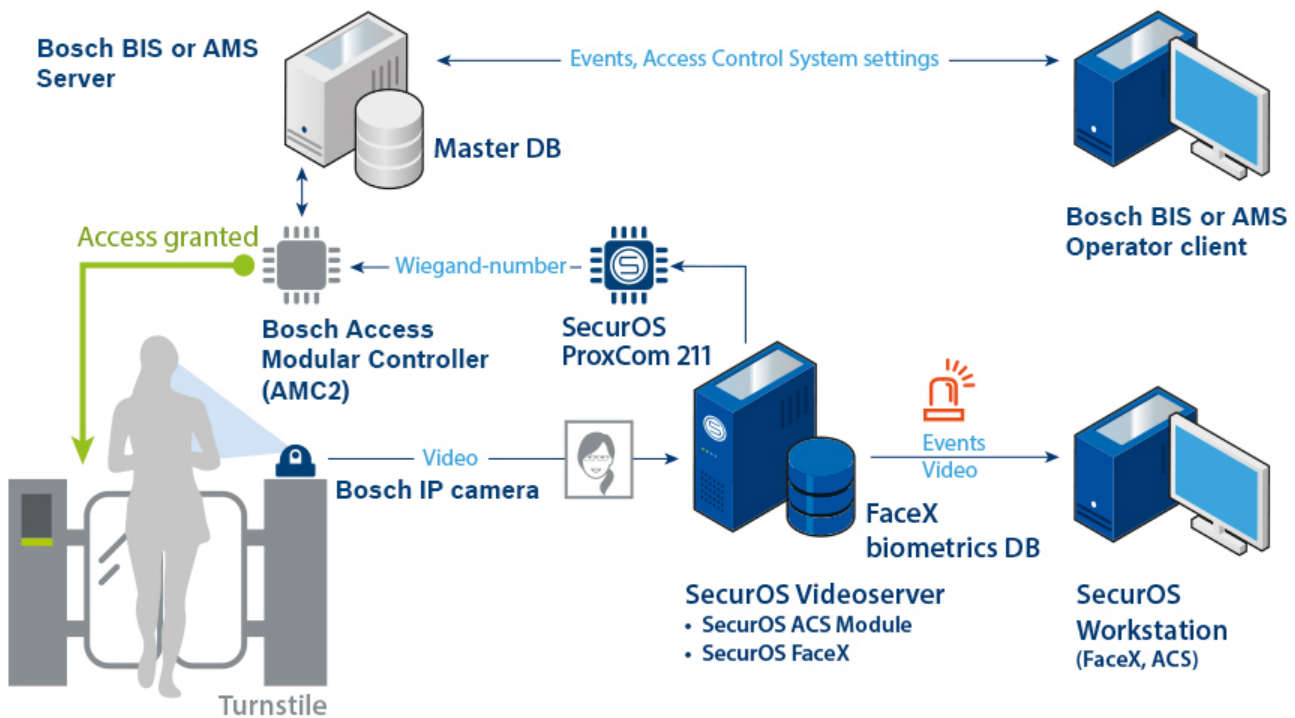 Bosch BIS or AMS
Server
Events, Access Control System settings
Master DB
Bosch BIS or AMS
Operator client
Access granted
Wiegand-number
S
Bosch Access
Modular Controller
(AMC2)
SecurOS
ProxCom 211
S
Video
Bosch IP camera
Events
Video
FaceX
biometrics DB
SecurOS Videoserver
• SecurOS ACS Module
• SecurOS FaceX
SecurOS
Workstation
(FaceX, ACS)
Turnstile